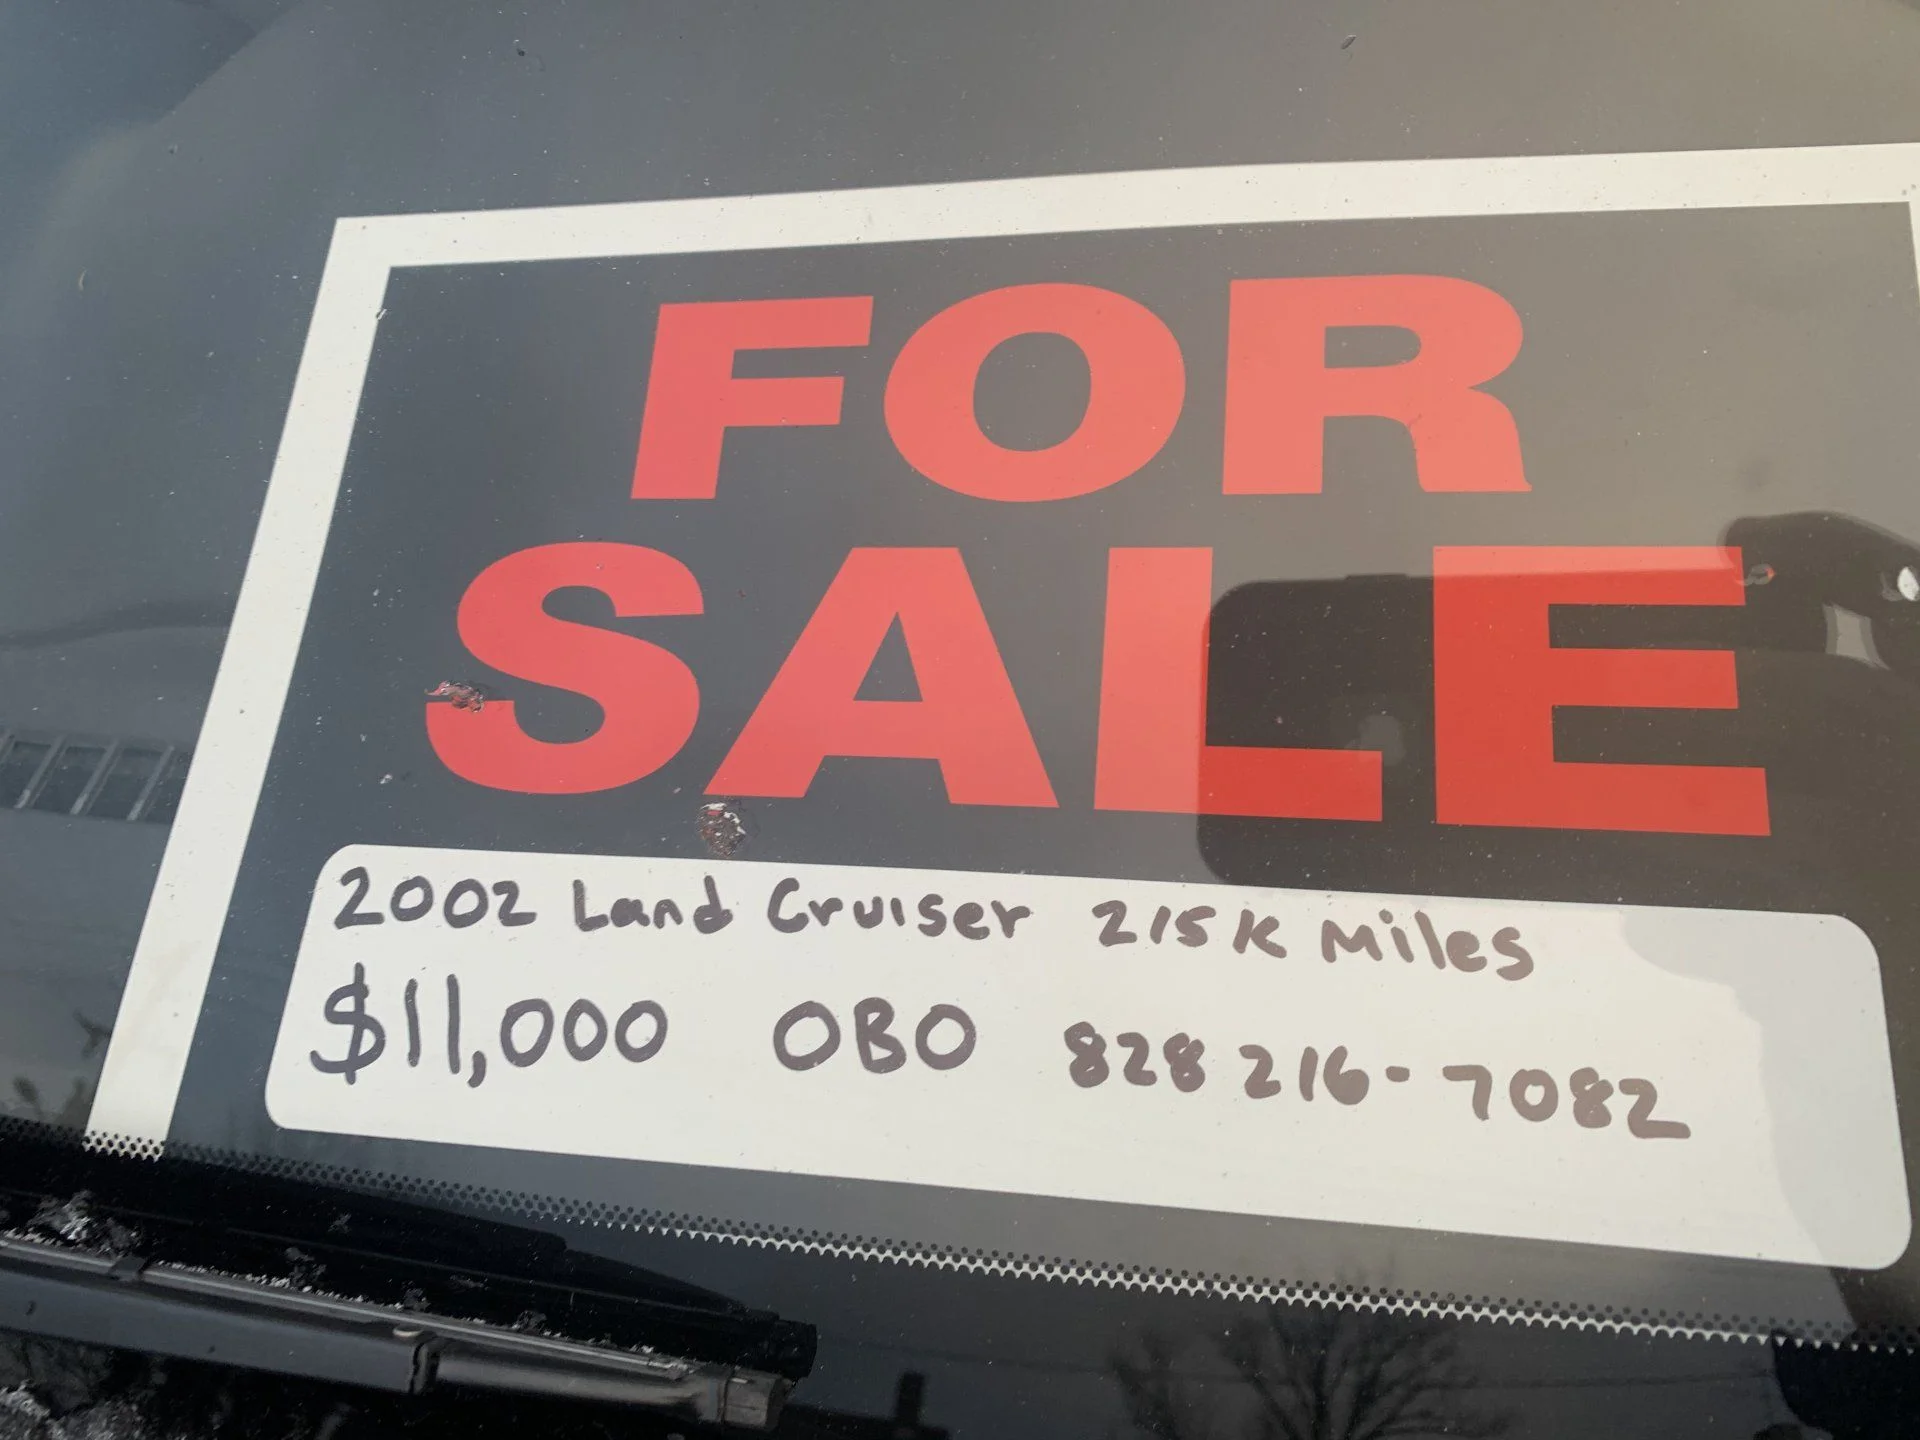 FOR
SALE
2002 Land Cruiser 215K Miles
$11,000 OBO 828 216-7082